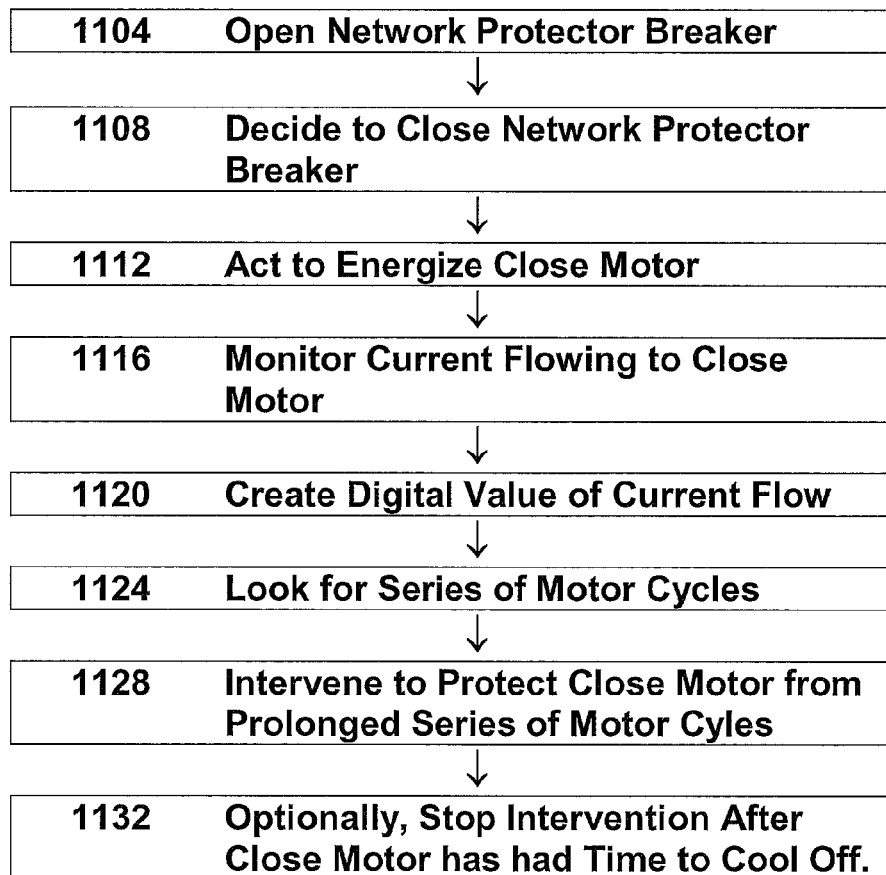 1104 Open Network Protector Breaker
↓
1108 Decide to Close Network Protector
Breaker
↓
1112 Act to Energize Close Motor
↓
1116 Monitor Current Flowing to Close
Motor
↓
1120 Create Digital Value of Current Flow
↓
1124 Look for Series of Motor Cycles
↓
1128 Intervene to Protect Close Motor from
Prolonged Series of Motor Cyles
↓
1132 Optionally, Stop Intervention After
Close Motor has had Time to Cool Off.